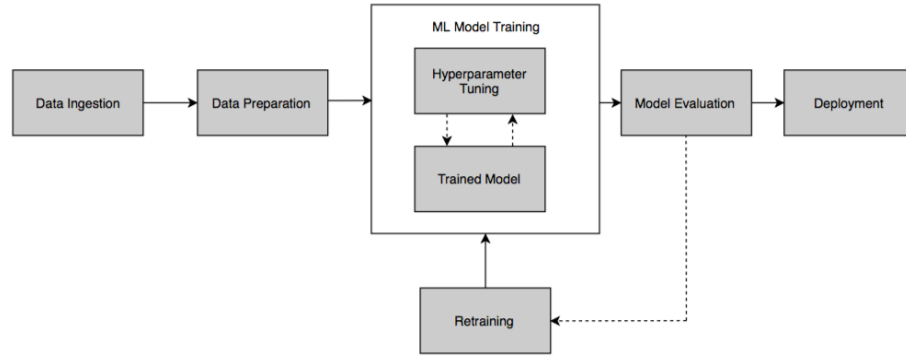 ML Model Training
Hyperparameter
Tuning
Data Ingestion
Data Preparation
Model Evaluation
Deployment
Trained Model
Retraining